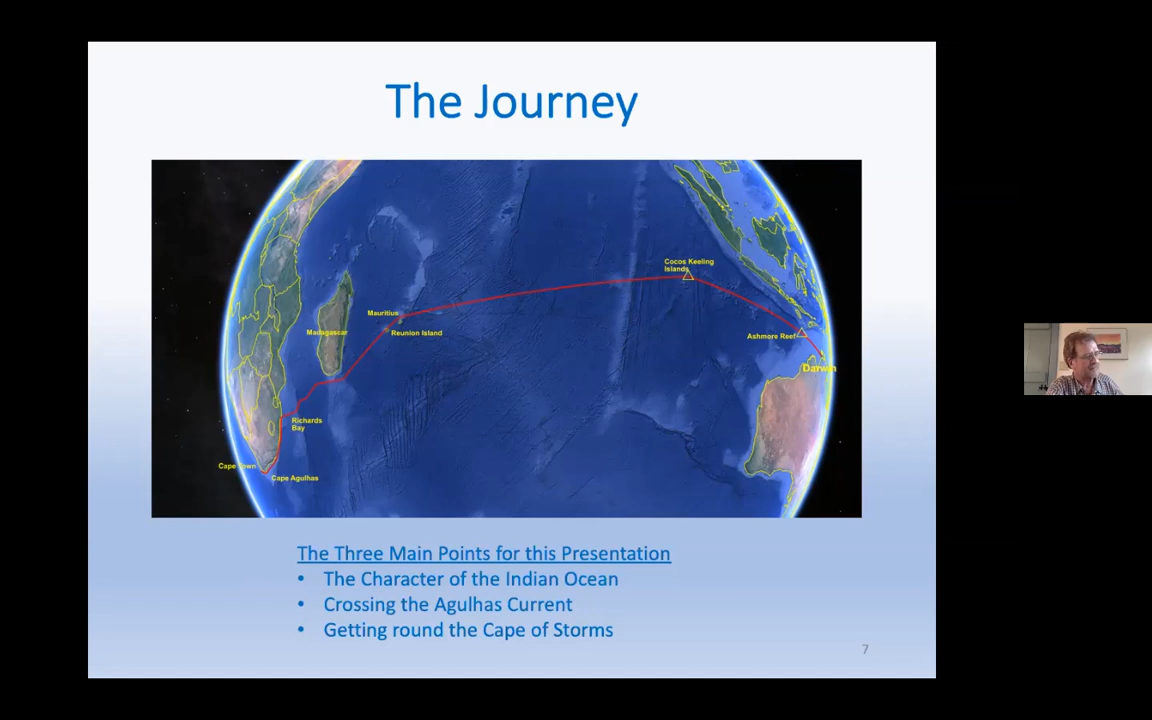 The Journey
Cocos Keeling
Islands
Mauritius
Madagascar
Reunion Island
Ashmore Reef
Darwin
Richards
Bay
Cape Town
Cape Agulhas
The Three Main Points for this Presentation
• The Character of the Indian Ocean
• Crossing the Agulhas Current
• Getting round the Cape of Storms
7